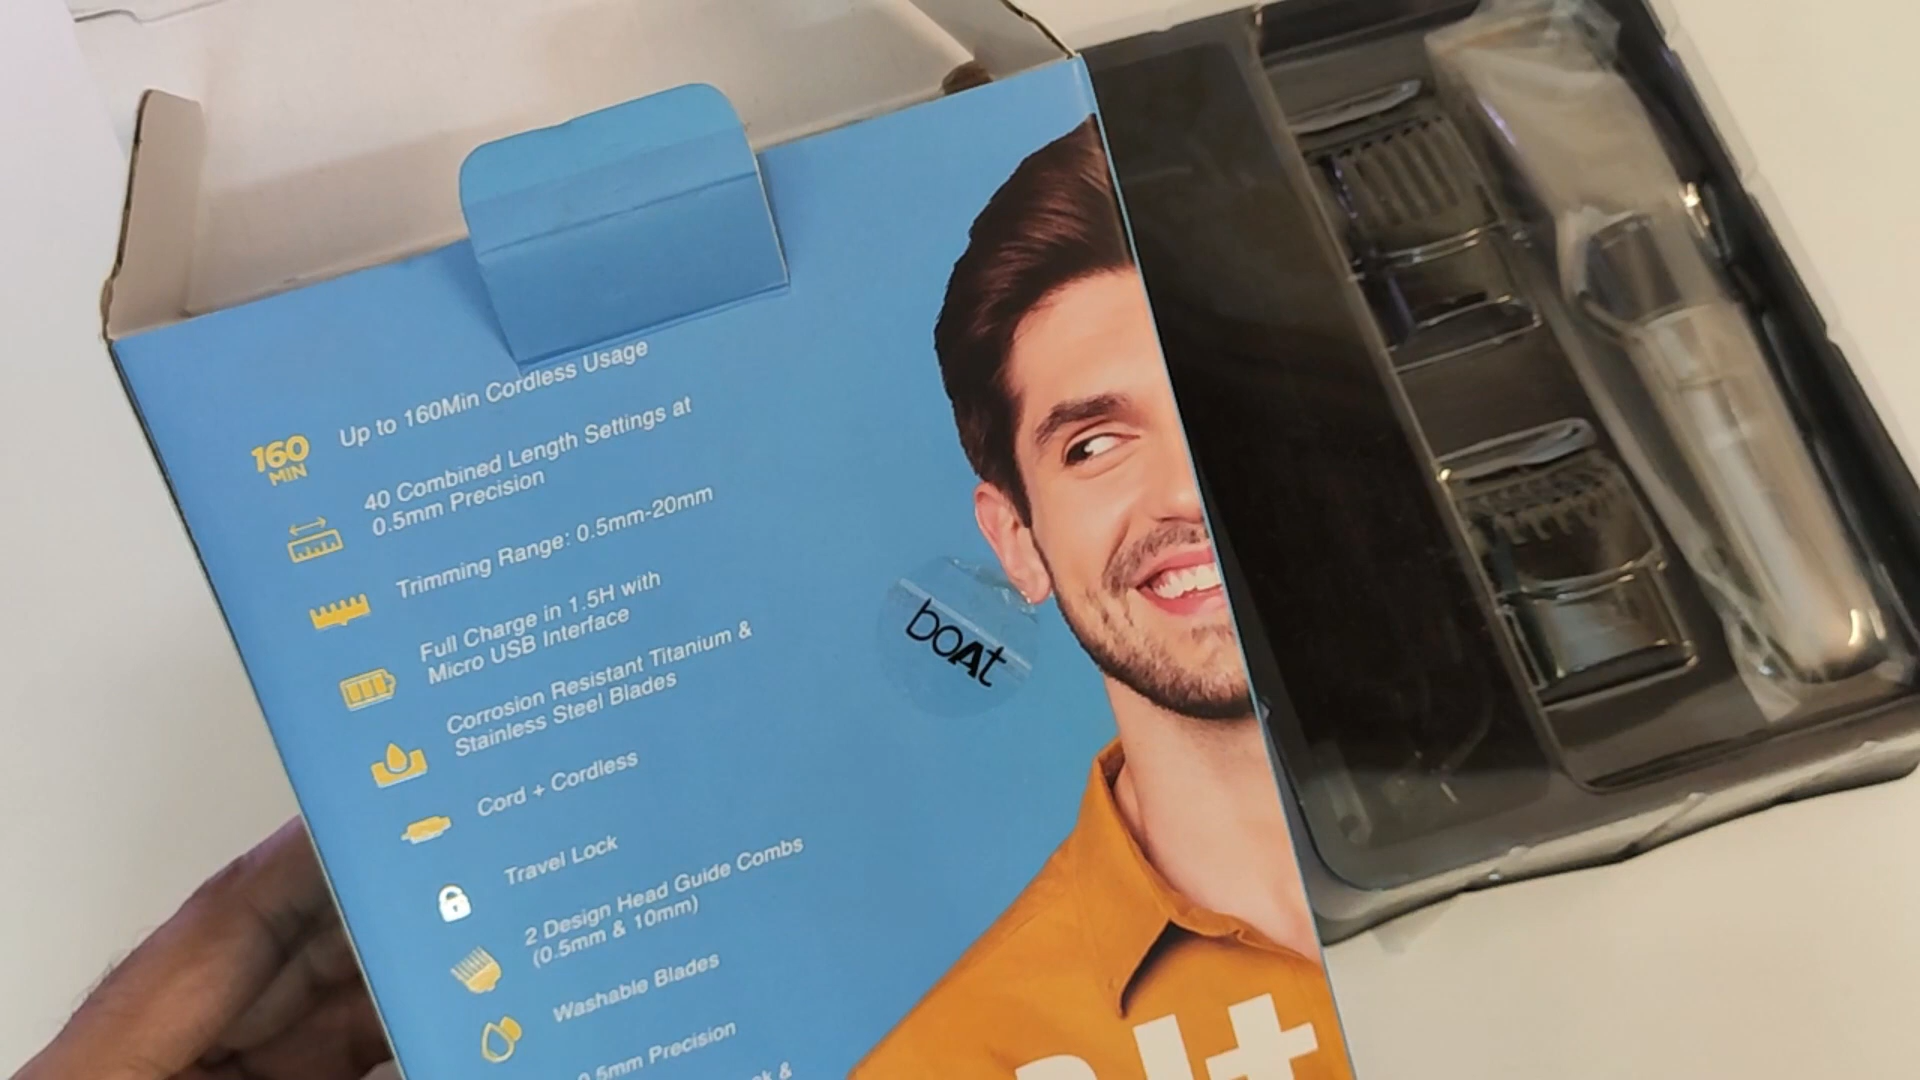 160
MIN
Up to 160Min Cordless Usage
40 Combined Length Settings at
0.5mm Precision
Trimming Range: 0.5mm-20mm
Full Charge in 1.5H with
Micro USB Interface
Corrosion Resistant Titanium &
Stainless Steel Blades
Cord + Cordless
Travel Lock
2 Design Head Guide Combs
(0.5mm & 10mm)
Washable Blades
0.5mm Precision
&
boAt